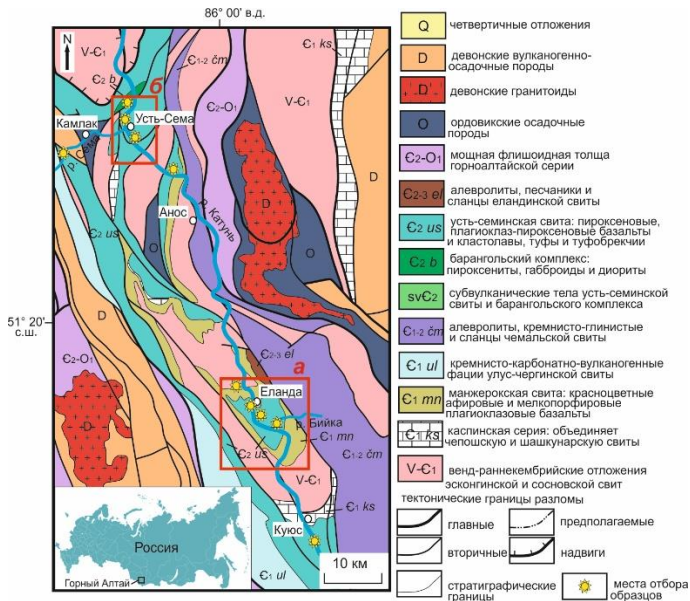 86° 00' в.д.
51° 20'
с.ш.
N
Є1 ks
Є1-2 čm
V-Є1
Є2 b
б
Камлак
Усть-Сема
р. Сема
Є2-O1
D
V-Є1
Анос
р. Катунь
D
O
O
Є2 us
D
Є2-O1
Є2-3 el
а
Еланда
р. Бийка
Є1 mn
D
Є2 us
Є1-2 čm
V-Є1
Є1 ks
Куюс
Є1 ul
Россия
Горный Алтай
10 км
Q четвертичные отложения
D девонские вулканогенно-
осадочные породы
D девонские гранитоиды
O ордовикские осадочные
породы
Є2-O1 мощная флишоидная толща
горноалтайской серии
Є2-3 el алевролиты, песчаники и
сланцы еландинской свиты
Є2 us усть-семинская свита: пироксеновые,
плагиоклаз-пироксеновые базальты
и кластолавы, туфы и туфобрекчии
Є2 b барангольский комплекс:
пироксениты, габброиды и диориты
svЄ2 субвулканические тела усть-семинской
свиты и барангольского комплекса
Є1-2 čm алевролиты, кремнисто-глинистые
и сланцы чемальской свиты
Є1 ul кремнисто-карбонатно-вулканогенные
фации улус-чергинской свиты
Є1 mn манжерокская свита: красноцветные
афировые и мелкопорфировые
плагиоклазовые базальты
Є1 ks каспинская серия: объединяет
чепошскую и шашкунарскую свиты
V-Є1 венд-раннекембрийские отложения
эсконгинской и сосновской свит
тектонические границы разломы
главные
предполагаемые
вторичные
надвиги
стратиграфические
границы
места отбора
образцов